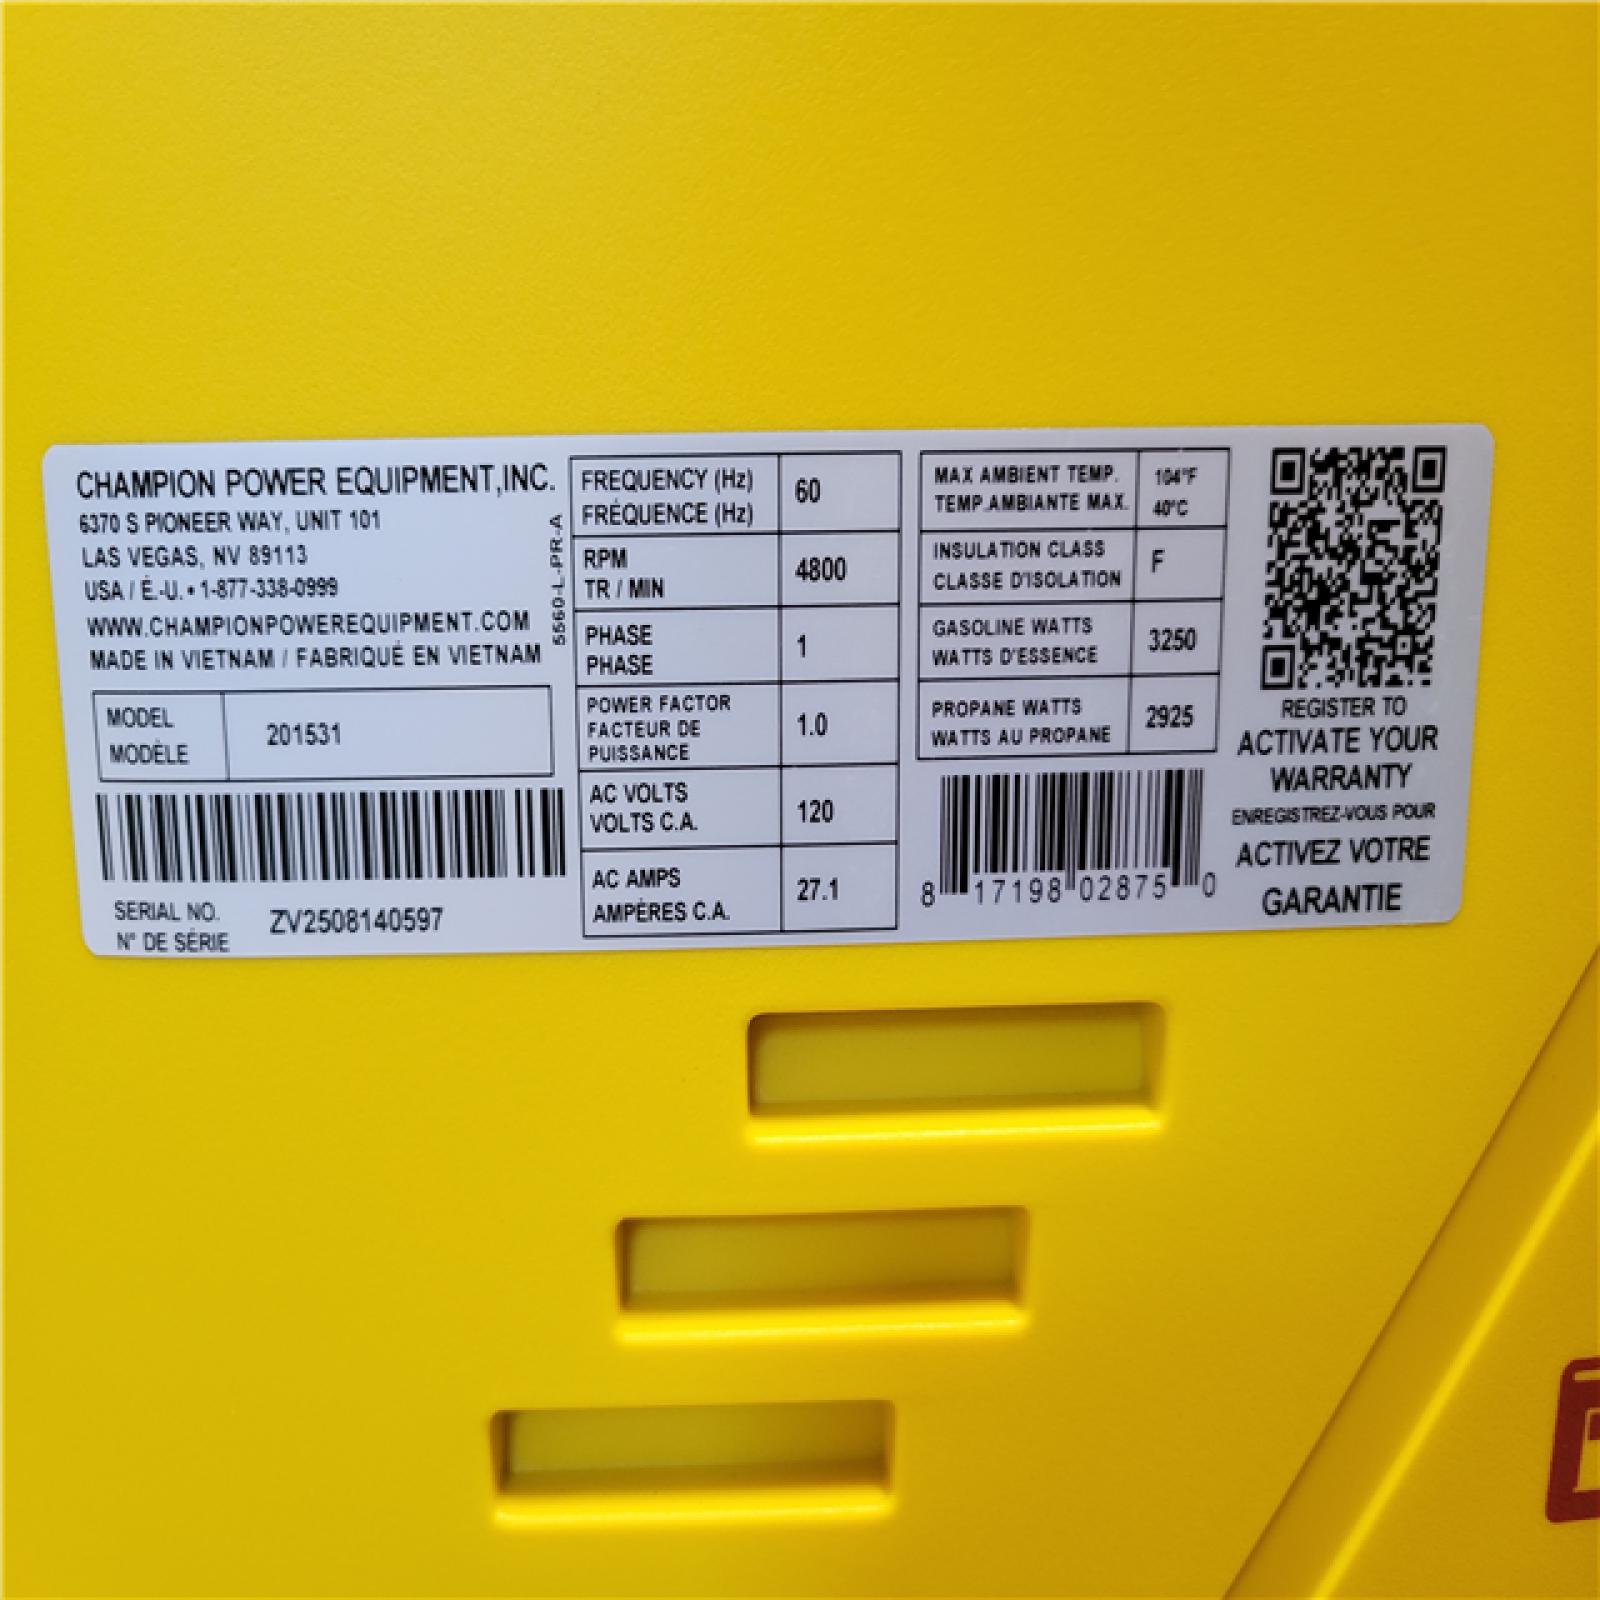 CHAMPION POWER EQUIPMENT,INC.
6370 S PIONEER WAY, UNIT 101
LAS VEGAS, NV 89113
USA / É.-U. • 1-877-338-0999
WWW.CHAMPIONPOWEREQUIPMENT.COM
MADE IN VIETNAM / FABRIQUÉ EN VIETNAM
5560-L-PR-A
MODEL
MODÈLE
201531
SERIAL NO.
N° DE SÉRIE
ZV2508140597
FREQUENCY (Hz)
FRÉQUENCE (Hz)
60
RPM
TR / MIN
4800
PHASE
PHASE
1
POWER FACTOR
FACTEUR DE
PUISSANCE
1.0
AC VOLTS
VOLTS C.A.
120
AC AMPS
AMPÈRES C.A.
27.1
MAX AMBIENT TEMP.
TEMP.AMBIANTE MAX.
104°F
40°C
INSULATION CLASS
CLASSE D'ISOLATION
F
GASOLINE WATTS
WATTS D'ESSENCE
3250
PROPANE WATTS
WATTS AU PROPANE
2925
8 17198 02875 0
REGISTER TO
ACTIVATE YOUR
WARRANTY
ENREGISTREZ-VOUS POUR
ACTIVEZ VOTRE
GARANTIE